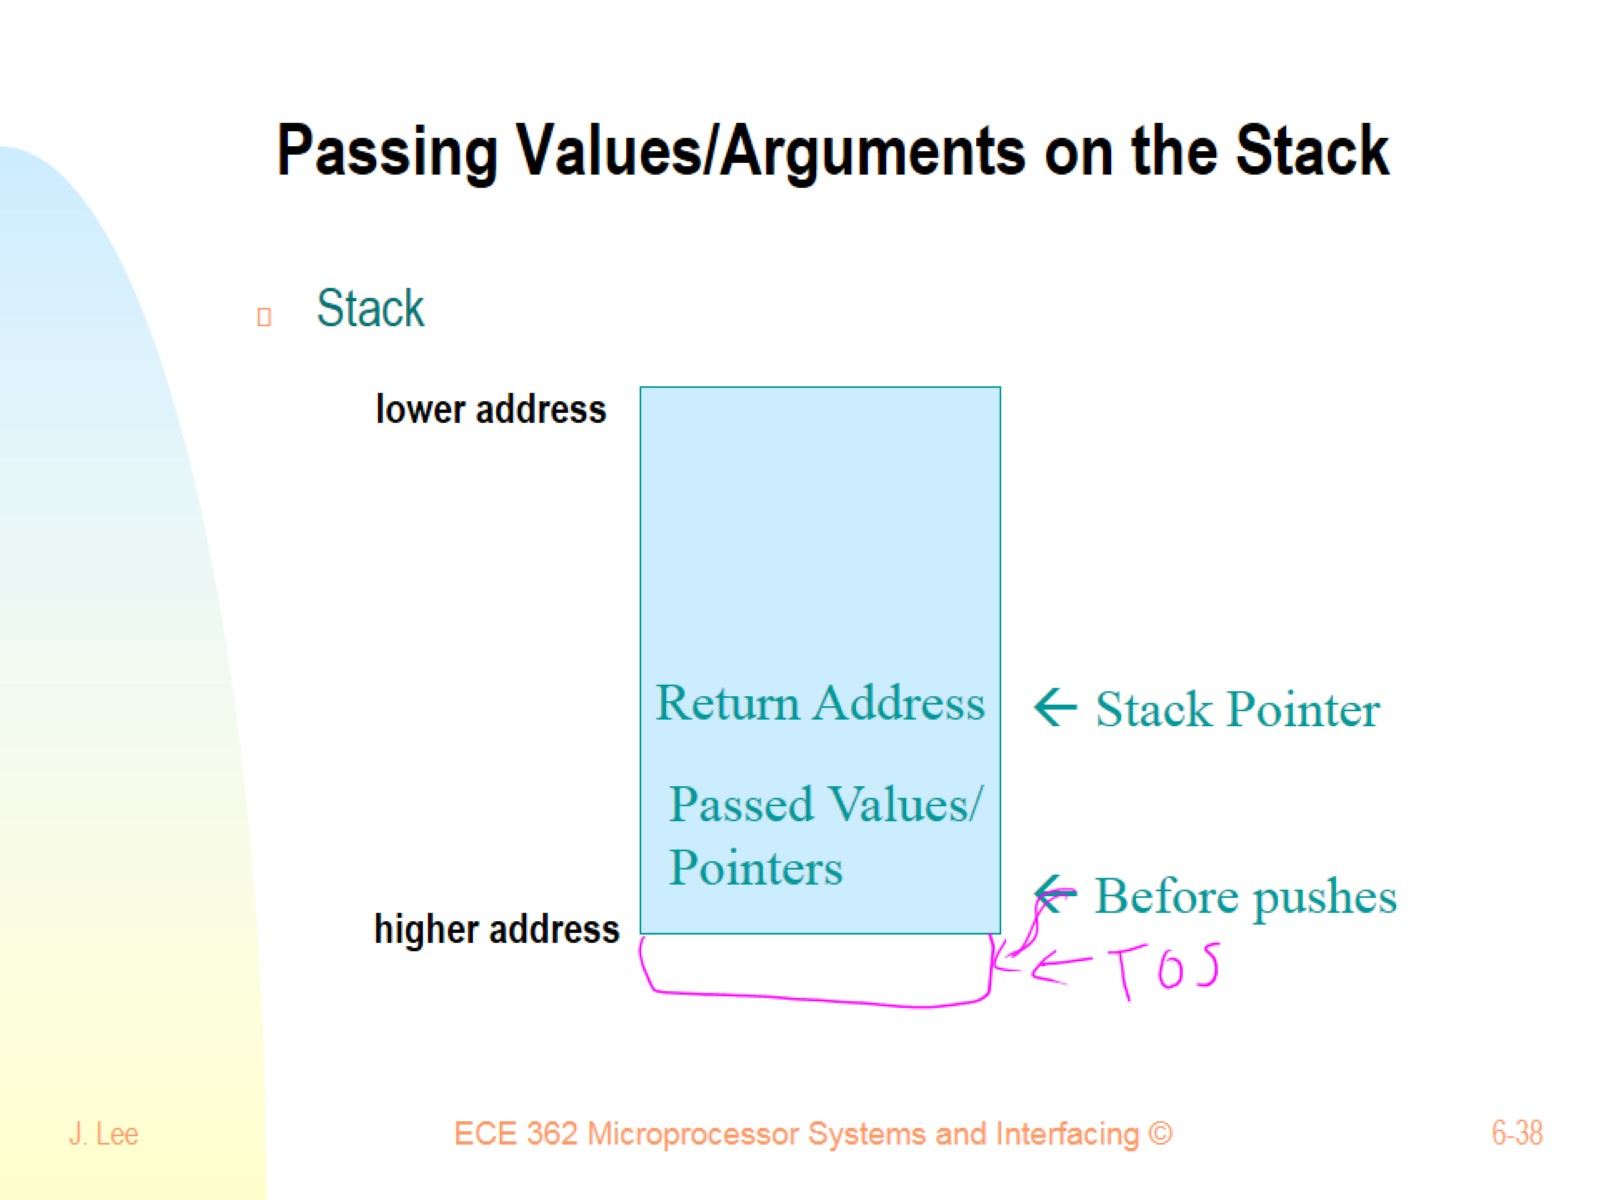 Passing Values/Arguments on the Stack
Stack
lower address
Return Address
← Stack Pointer
Passed Values/
Pointers
← Before pushes
higher address
← TOS
J. Lee
ECE 362 Microprocessor Systems and Interfacing ©
6-38